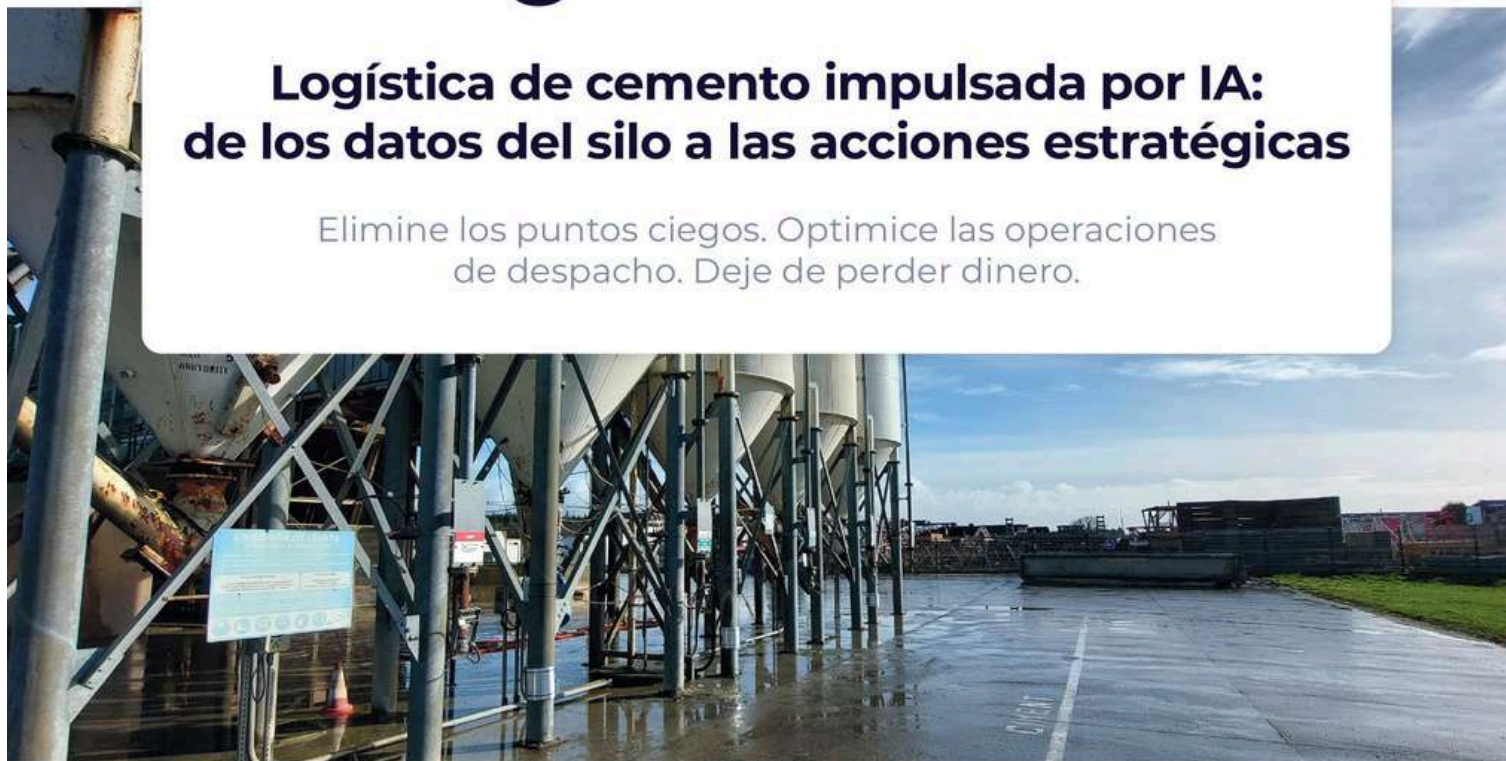 Logística de cemento impulsada por IA:
de los datos del silo a las acciones estratégicas
Elimine los puntos ciegos. Optimice las operaciones
de despacho. Deje de perder dinero.